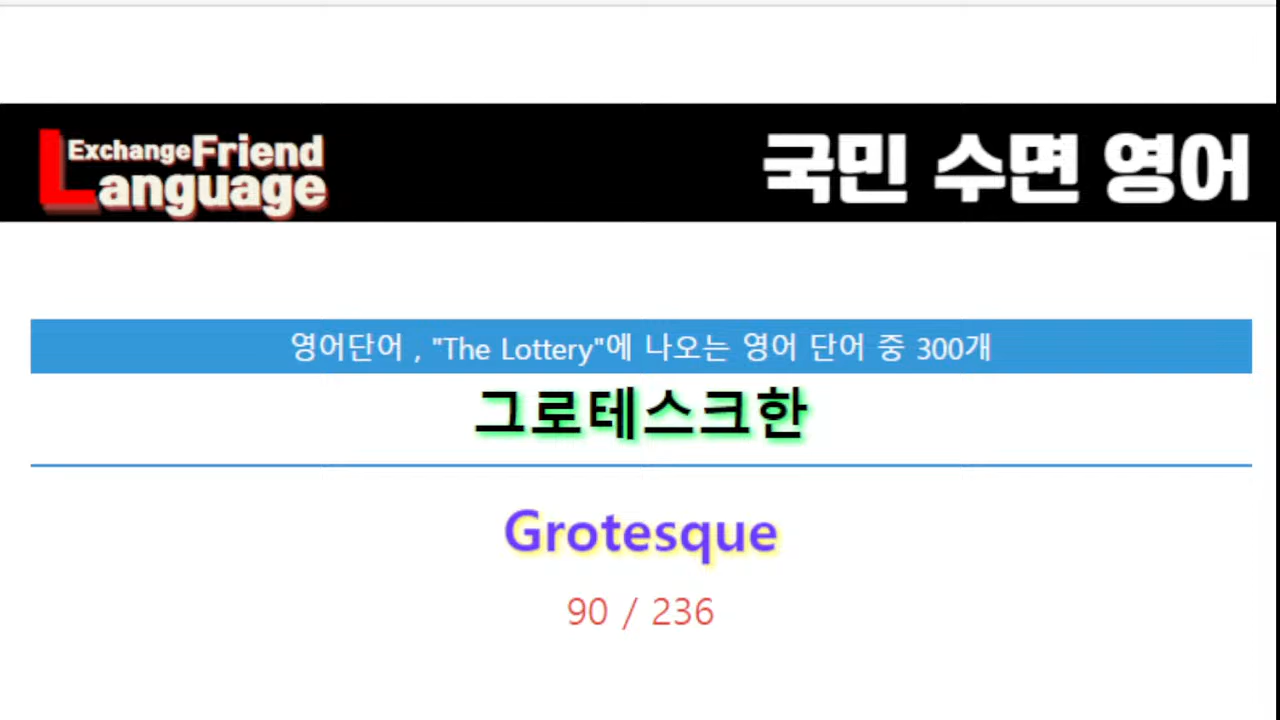 Exchange Friend
Language
국민 수면 영어
영어단어 , "The Lottery"에 나오는 영어 단어 중 300개
그로테스크한
Grotesque
90 / 236